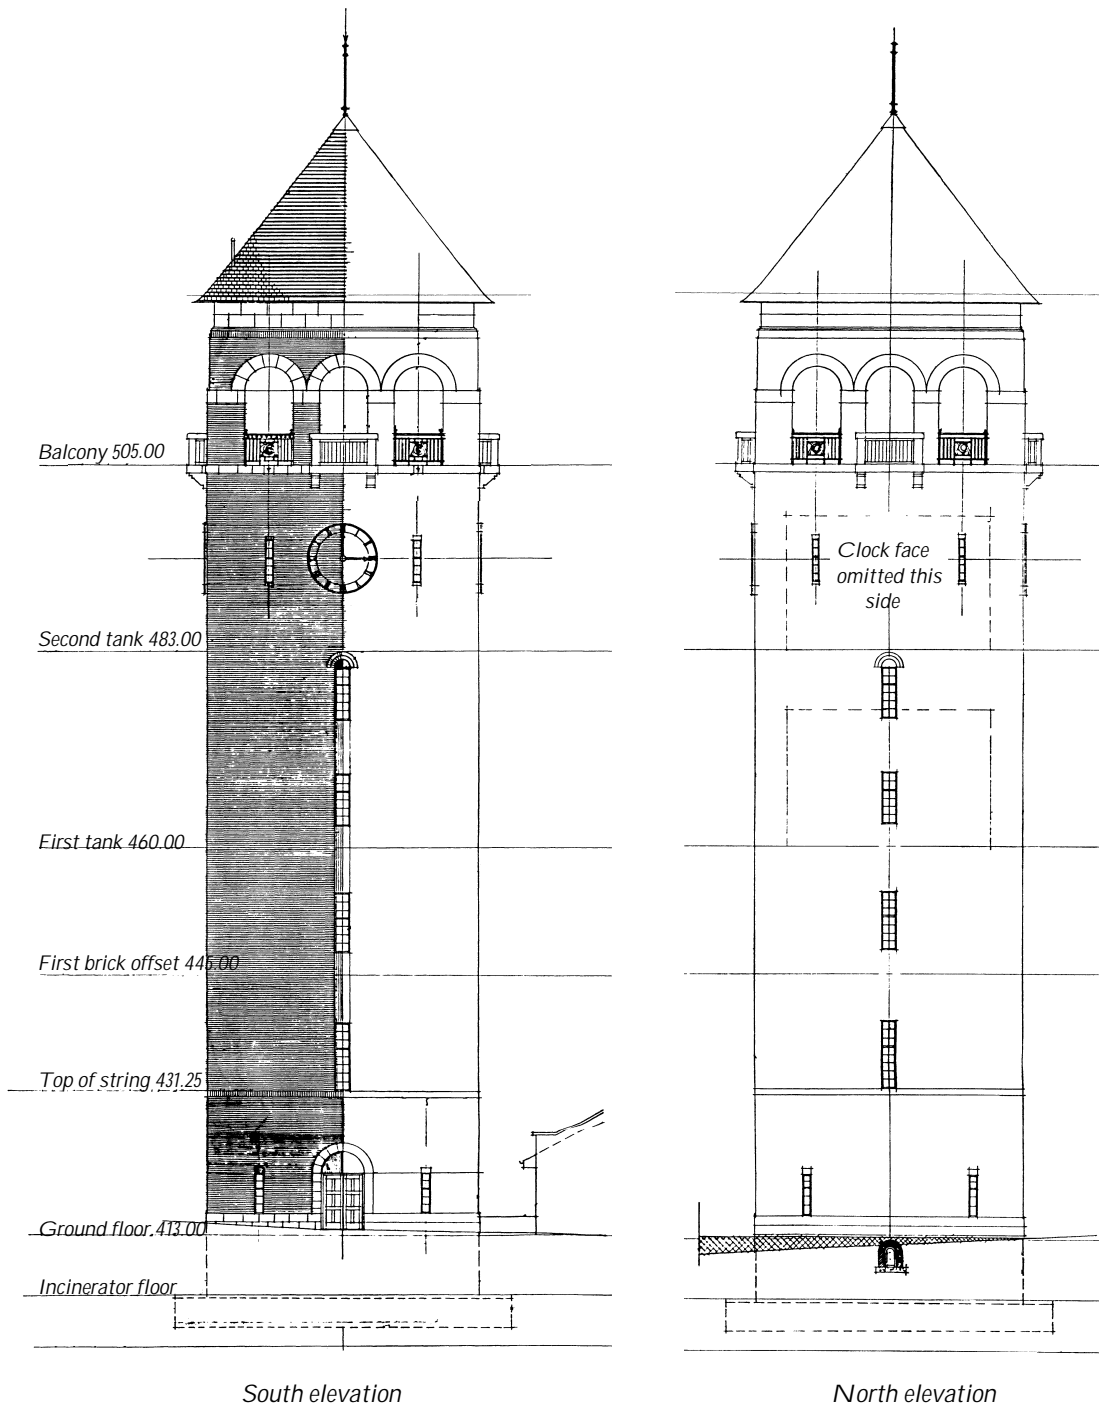 Balcony 505.00
Clock face
omitted this
side
Second tank 483.00
First tank 460.00
First brick offset 445.00
Top of string 431.25
Ground floor 413.00
Incinerator floor
South elevation
North elevation